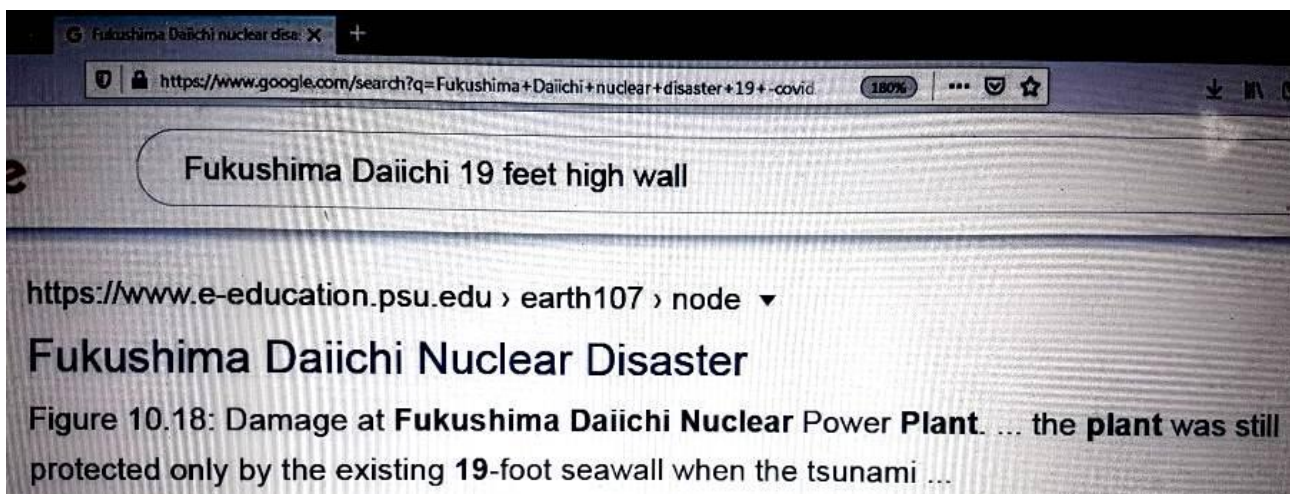 G Fukushima Daiichi nuclear disa: X +
https://www.google.com/search?q=Fukushima+Daiichi+nuclear+disaster+19+-covid 180% ...
e Fukushima Daiichi 19 feet high wall
https://www.e-education.psu.edu › earth107 › node ▾
Fukushima Daiichi Nuclear Disaster
Figure 10.18: Damage at Fukushima Daiichi Nuclear Power Plant. ... the plant was still
protected only by the existing 19-foot seawall when the tsunami ...